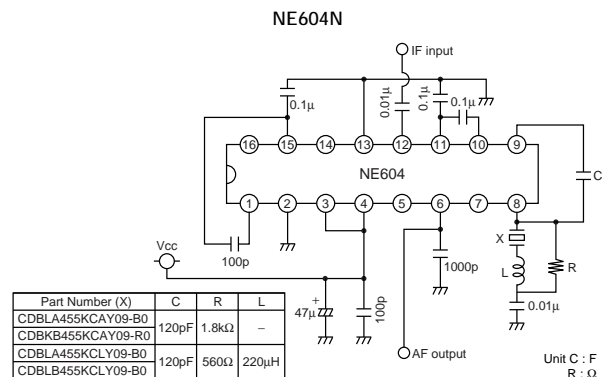 NE604N
IF input
0.1µ
0.01µ
0.1µ
0.1µ
16
15
14
13
12
11
10
9
C
NE604
1
2
3
4
5
6
7
8
Vcc
100p
X
L
R
1000p
+
47µ
100p
0.01µ
AF output
Part Number (X) C R L
CDBLA455KCAY09-B0 120pF 1.8kΩ –
CDBKB455KCAY09-R0
CDBLA455KCLY09-B0 120pF 560Ω 220µH
CDBLB455KCLY09-B0
Unit C : F
R : Ω